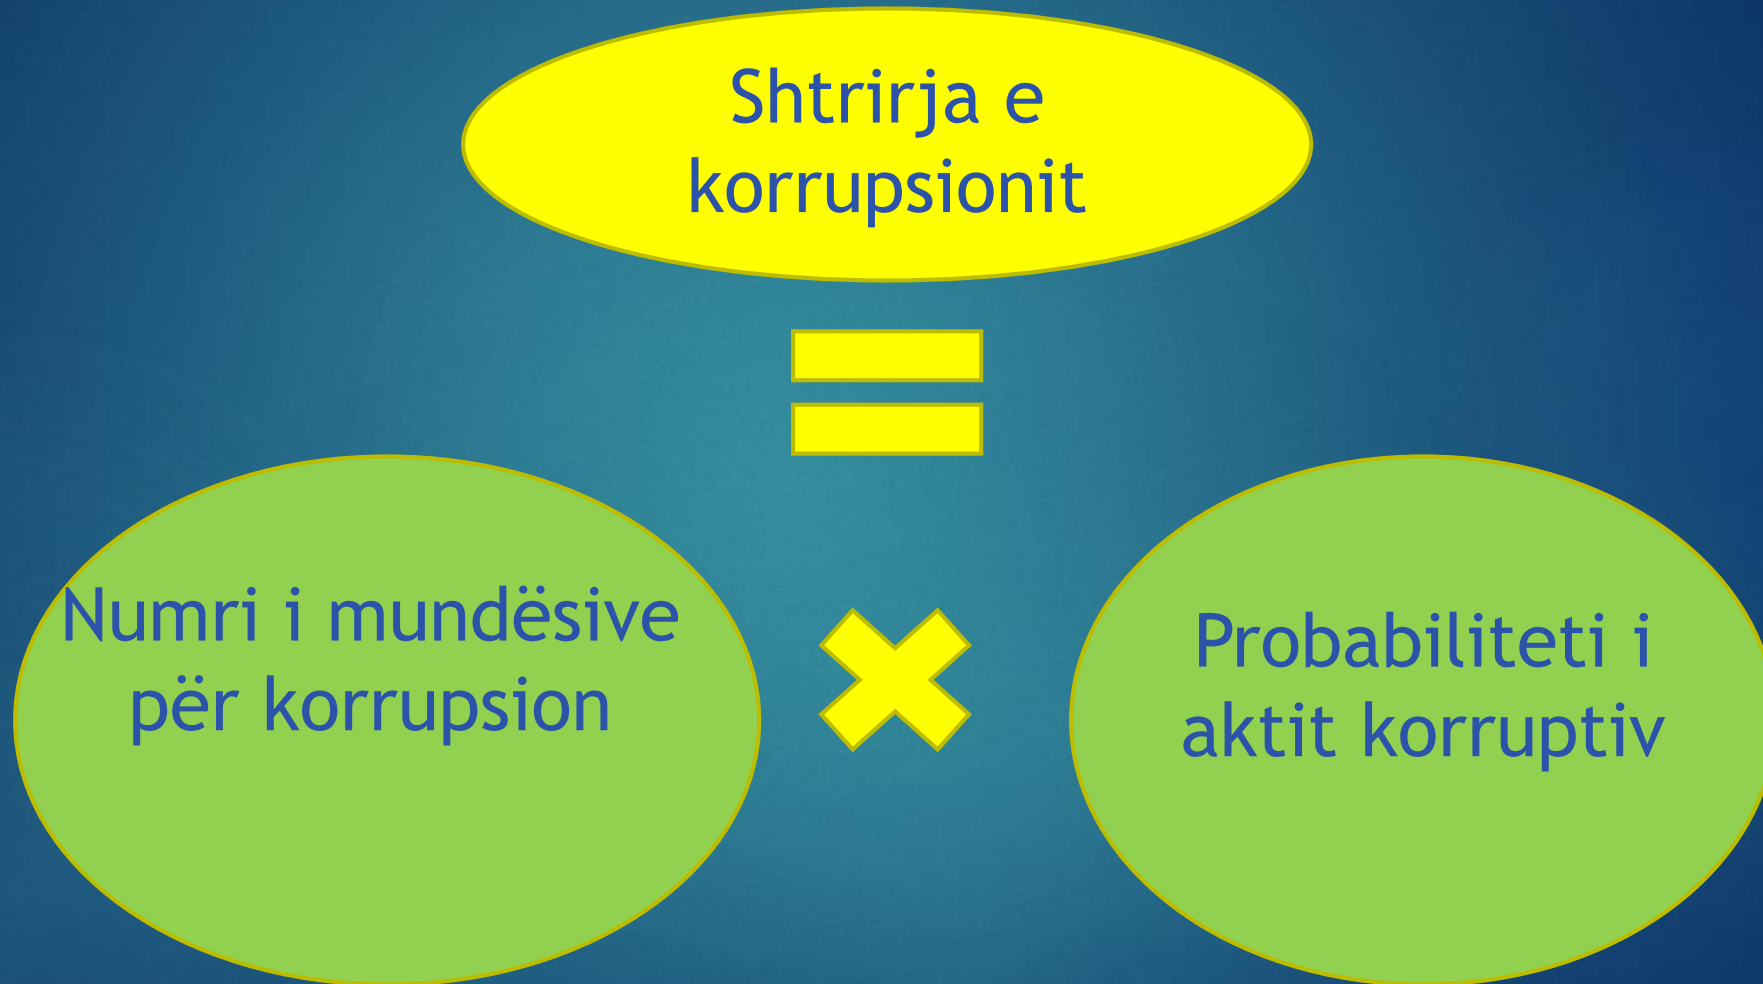 Shtrirja e
korrupsionit
Numri i mundësive
për korrupsion
Probabiliteti i
aktit korruptiv